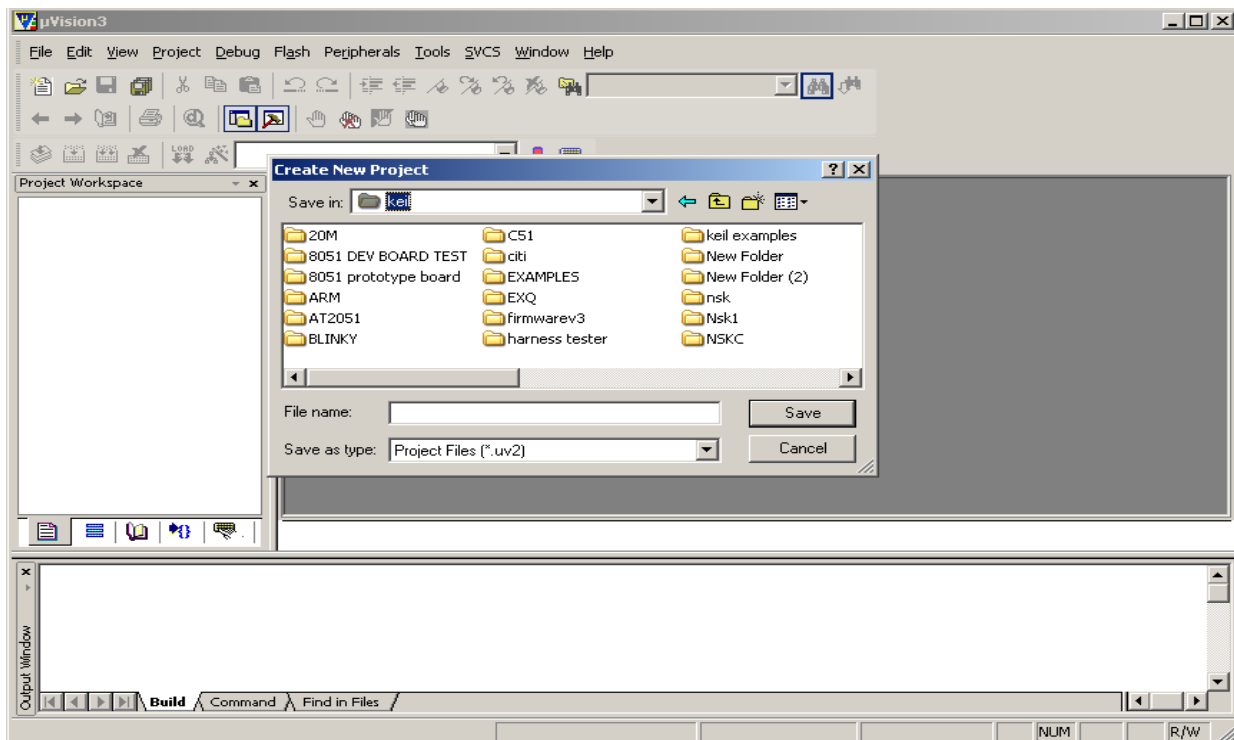 µVision3
File Edit View Project Debug Flash Peripherals Tools SVCS Window Help
LOAD
Project Workspace
Create New Project
Save in: keil
20M C51 keil examples
8051 DEV BOARD TEST citi New Folder
8051 prototype board EXAMPLES New Folder (2)
ARM EXQ nsk
AT2051 firmwarev3 Nsk1
BLINKY harness tester NSKC
File name: Save
Save as type: Project Files (*.uv2) Cancel
Output Window
Build Command Find in Files
NUM R/W